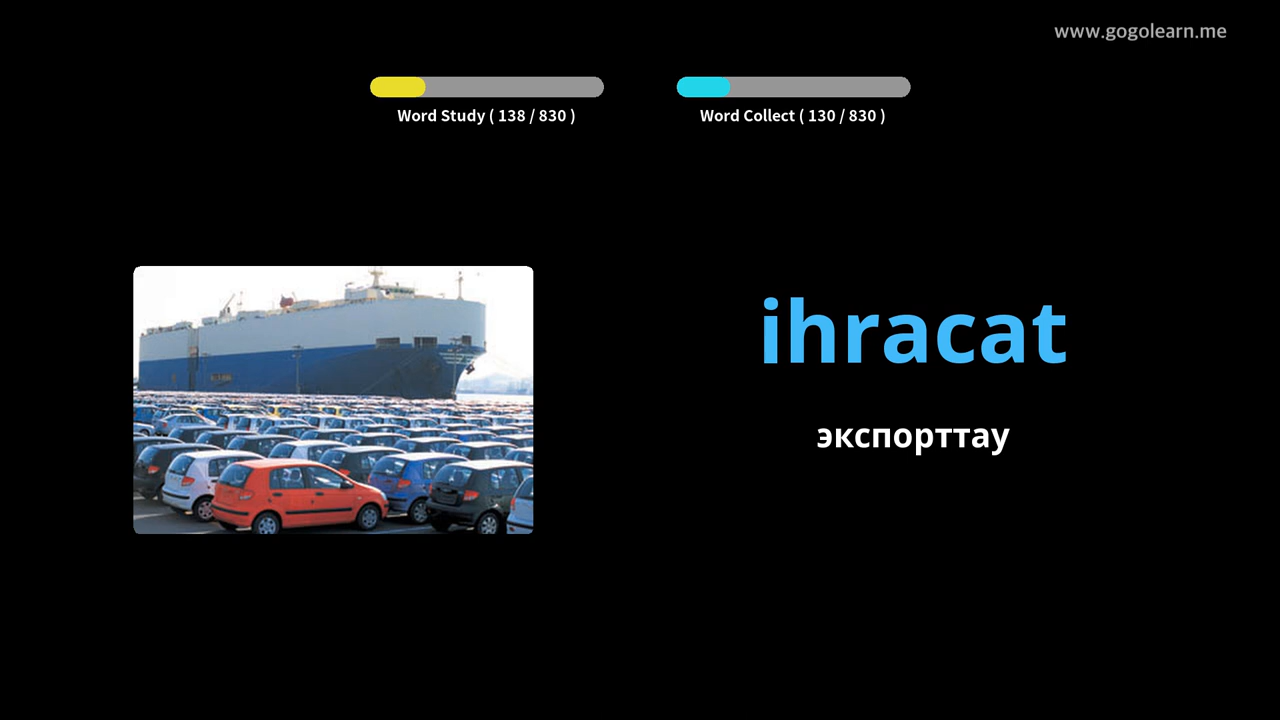 www.gogolearn.me
Word Study ( 138 / 830 )
Word Collect ( 130 / 830 )
ihracat
экспорттау